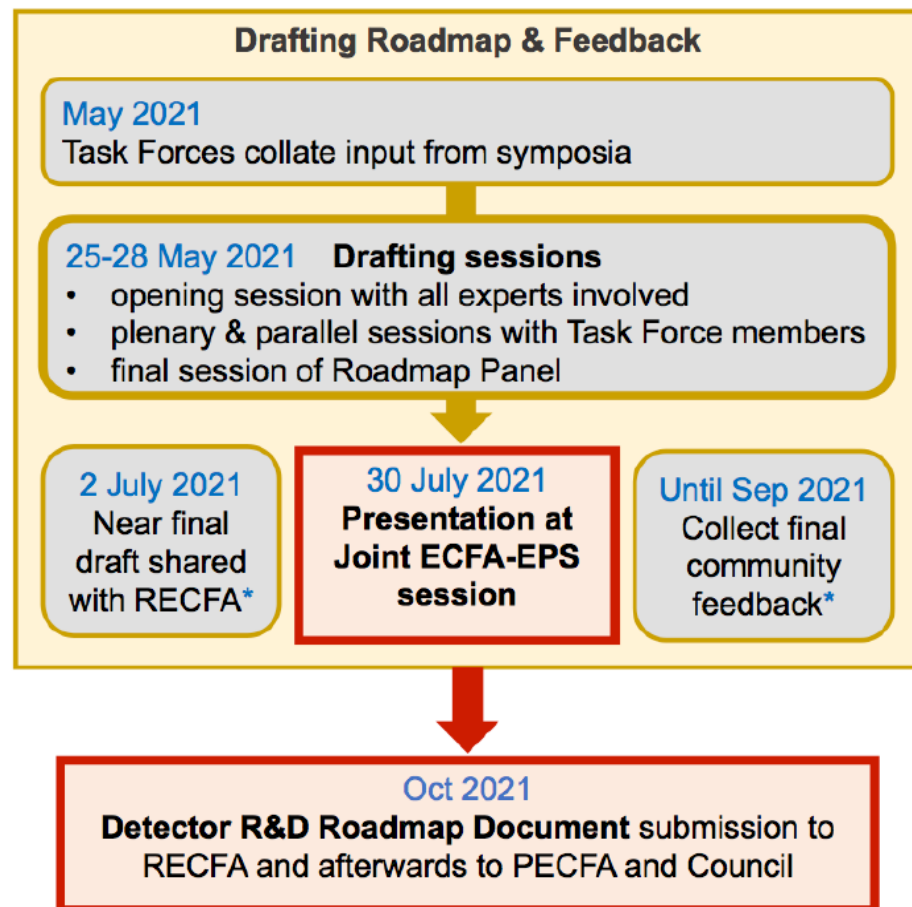 Drafting Roadmap & Feedback
May 2021
Task Forces collate input from symposia
25-28 May 2021 Drafting sessions
• opening session with all experts involved
• plenary & parallel sessions with Task Force members
• final session of Roadmap Panel
2 July 2021
Near final
draft shared
with RECFA*
30 July 2021
Presentation at
Joint ECFA-EPS
session
Until Sep 2021
Collect final
community
feedback*
Oct 2021
Detector R&D Roadmap Document submission to
RECFA and afterwards to PECFA and Council